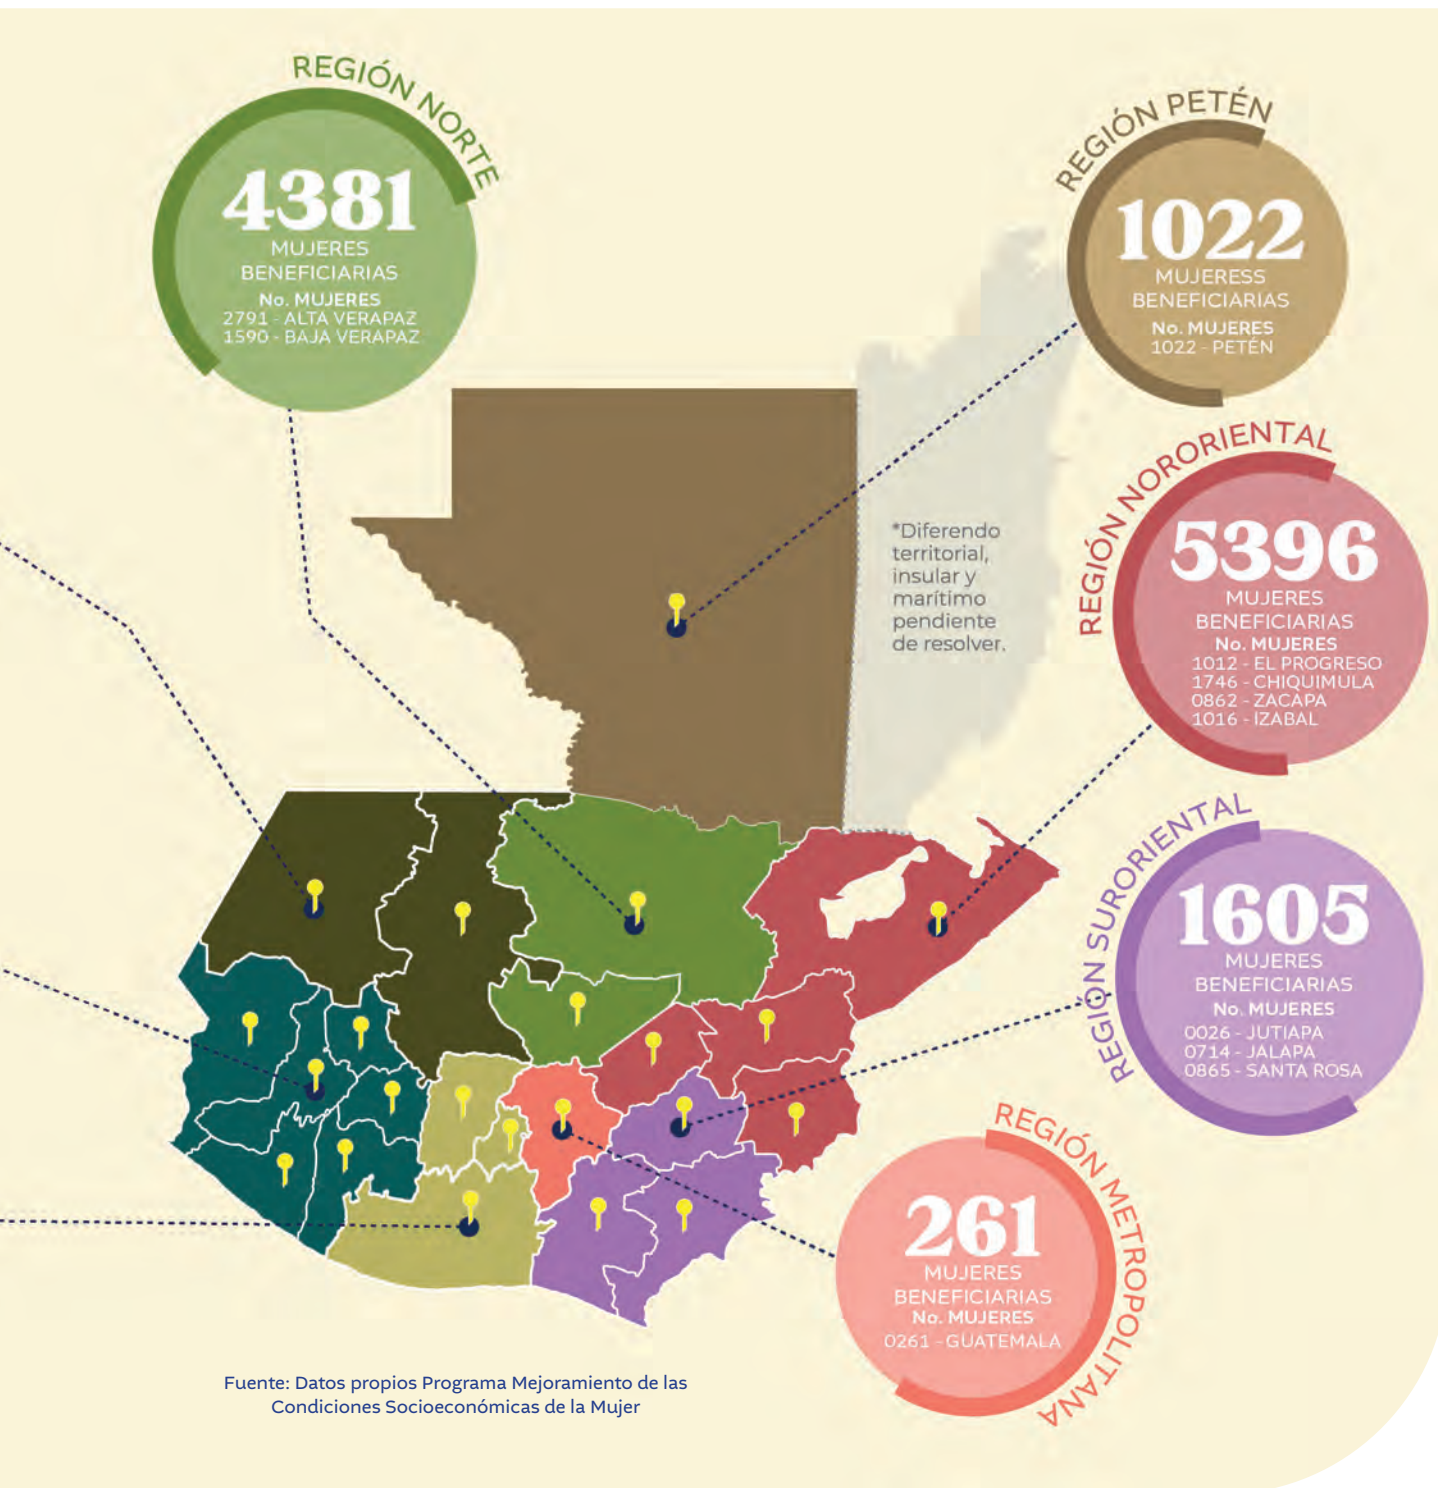 REGIÓN NORTE
4381
MUJERES
BENEFICIARIAS
No. MUJERES
2791 - ALTA VERAPAZ
1590 - BAJA VERAPAZ
REGIÓN PETÉN
1022
MUJERESS
BENEFICIARIAS
No. MUJERES
1022 - PETÉN
REGIÓN NORORIENTAL
5396
MUJERES
BENEFICIARIAS
No. MUJERES
1012 - EL PROGRESO
1746 - CHIQUIMULA
0862 - ZACAPA
1016 - IZABAL
*Diferendo
territorial,
insular y
marítimo
pendiente
de resolver.
REGIÓN SURORIENTAL
1605
MUJERES
BENEFICIARIAS
No. MUJERES
0026 - JUTIAPA
0714 - JALAPA
0865 - SANTA ROSA
REGIÓN METROPOLITANA
261
MUJERES
BENEFICIARIAS
No. MUJERES
0261 - GUATEMALA
Fuente: Datos propios Programa Mejoramiento de las
Condiciones Socioeconómicas de la Mujer